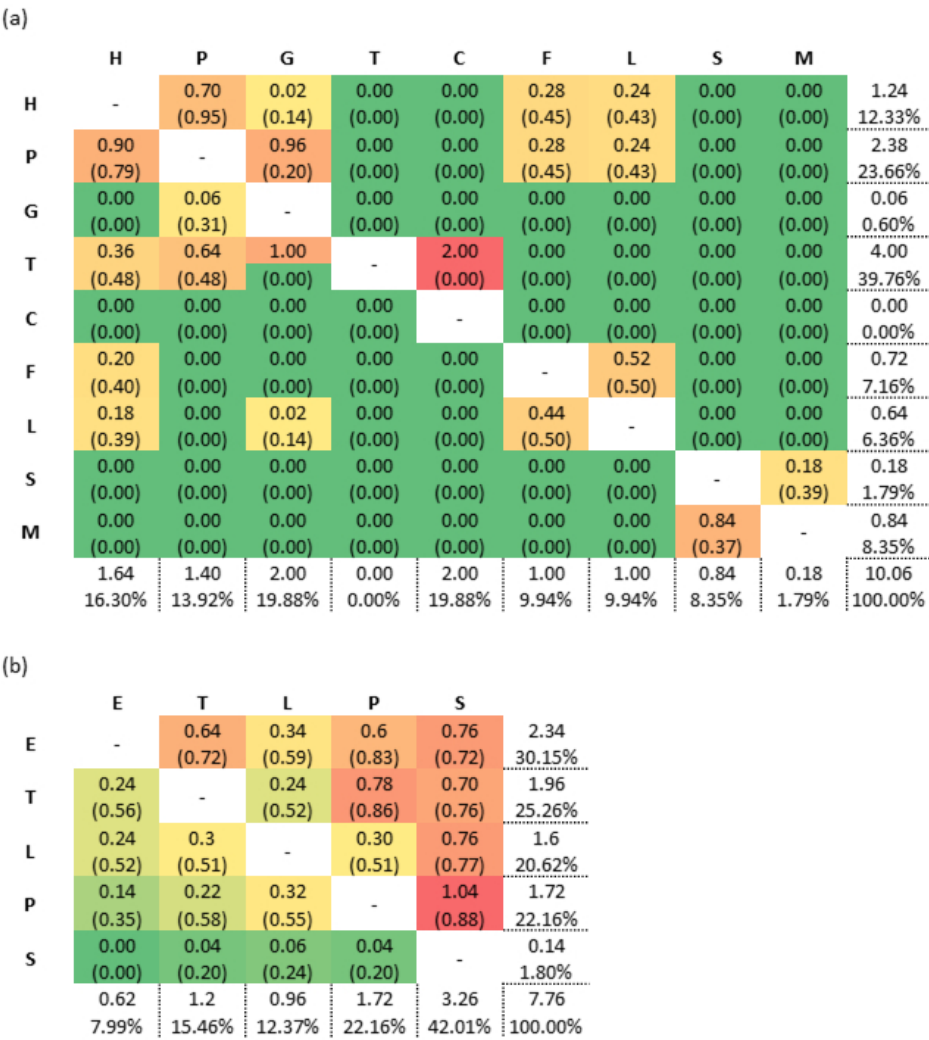 (a)
H P G T C F L S M
H - 0.70 0.02 0.00 0.00 0.28 0.24 0.00 0.00 1.24
(0.95) (0.14) (0.00) (0.00) (0.45) (0.43) (0.00) (0.00) 12.33%
P 0.90 - 0.96 0.00 0.00 0.28 0.24 0.00 0.00 2.38
(0.79) (0.20) (0.00) (0.00) (0.45) (0.43) (0.00) (0.00) 23.66%
G 0.00 0.06 - 0.00 0.00 0.00 0.00 0.00 0.00 0.06
(0.00) (0.31) (0.00) (0.00) (0.00) (0.00) (0.00) (0.00) 0.60%
T 0.36 0.64 1.00 - 2.00 0.00 0.00 0.00 0.00 4.00
(0.48) (0.48) (0.00) (0.00) (0.00) (0.00) (0.00) (0.00) 39.76%
C 0.00 0.00 0.00 0.00 - 0.00 0.00 0.00 0.00 0.00
(0.00) (0.00) (0.00) (0.00) (0.00) (0.00) (0.00) (0.00) 0.00%
F 0.20 0.00 0.00 0.00 0.00 - 0.52 0.00 0.00 0.72
(0.40) (0.00) (0.00) (0.00) (0.00) (0.50) (0.00) (0.00) 7.16%
L 0.18 0.00 0.02 0.00 0.00 0.44 - 0.00 0.00 0.64
(0.39) (0.00) (0.14) (0.00) (0.00) (0.50) (0.00) (0.00) 6.36%
S 0.00 0.00 0.00 0.00 0.00 0.00 0.00 - 0.18 0.18
(0.00) (0.00) (0.00) (0.00) (0.00) (0.00) (0.00) (0.39) 1.79%
M 0.00 0.00 0.00 0.00 0.00 0.00 0.00 0.84 - 0.84
(0.00) (0.00) (0.00) (0.00) (0.00) (0.00) (0.00) (0.37) 8.35%
1.64 1.40 2.00 0.00 2.00 1.00 1.00 0.84 0.18 10.06
16.30% 13.92% 19.88% 0.00% 19.88% 9.94% 9.94% 8.35% 1.79% 100.00%
(b)
E T L P S
E - 0.64 0.34 0.6 0.76 2.34
(0.72) (0.59) (0.83) (0.72) 30.15%
T 0.24 - 0.24 0.78 0.70 1.96
(0.56) (0.52) (0.86) (0.76) 25.26%
L 0.24 0.3 - 0.30 0.76 1.6
(0.52) (0.51) (0.51) (0.77) 20.62%
P 0.14 0.22 0.32 - 1.04 1.72
(0.35) (0.58) (0.55) (0.88) 22.16%
S 0.00 0.04 0.06 0.04 - 0.14
(0.00) (0.20) (0.24) (0.20) 1.80%
0.62 1.2 0.96 1.72 3.26 7.76
7.99% 15.46% 12.37% 22.16% 42.01% 100.00%